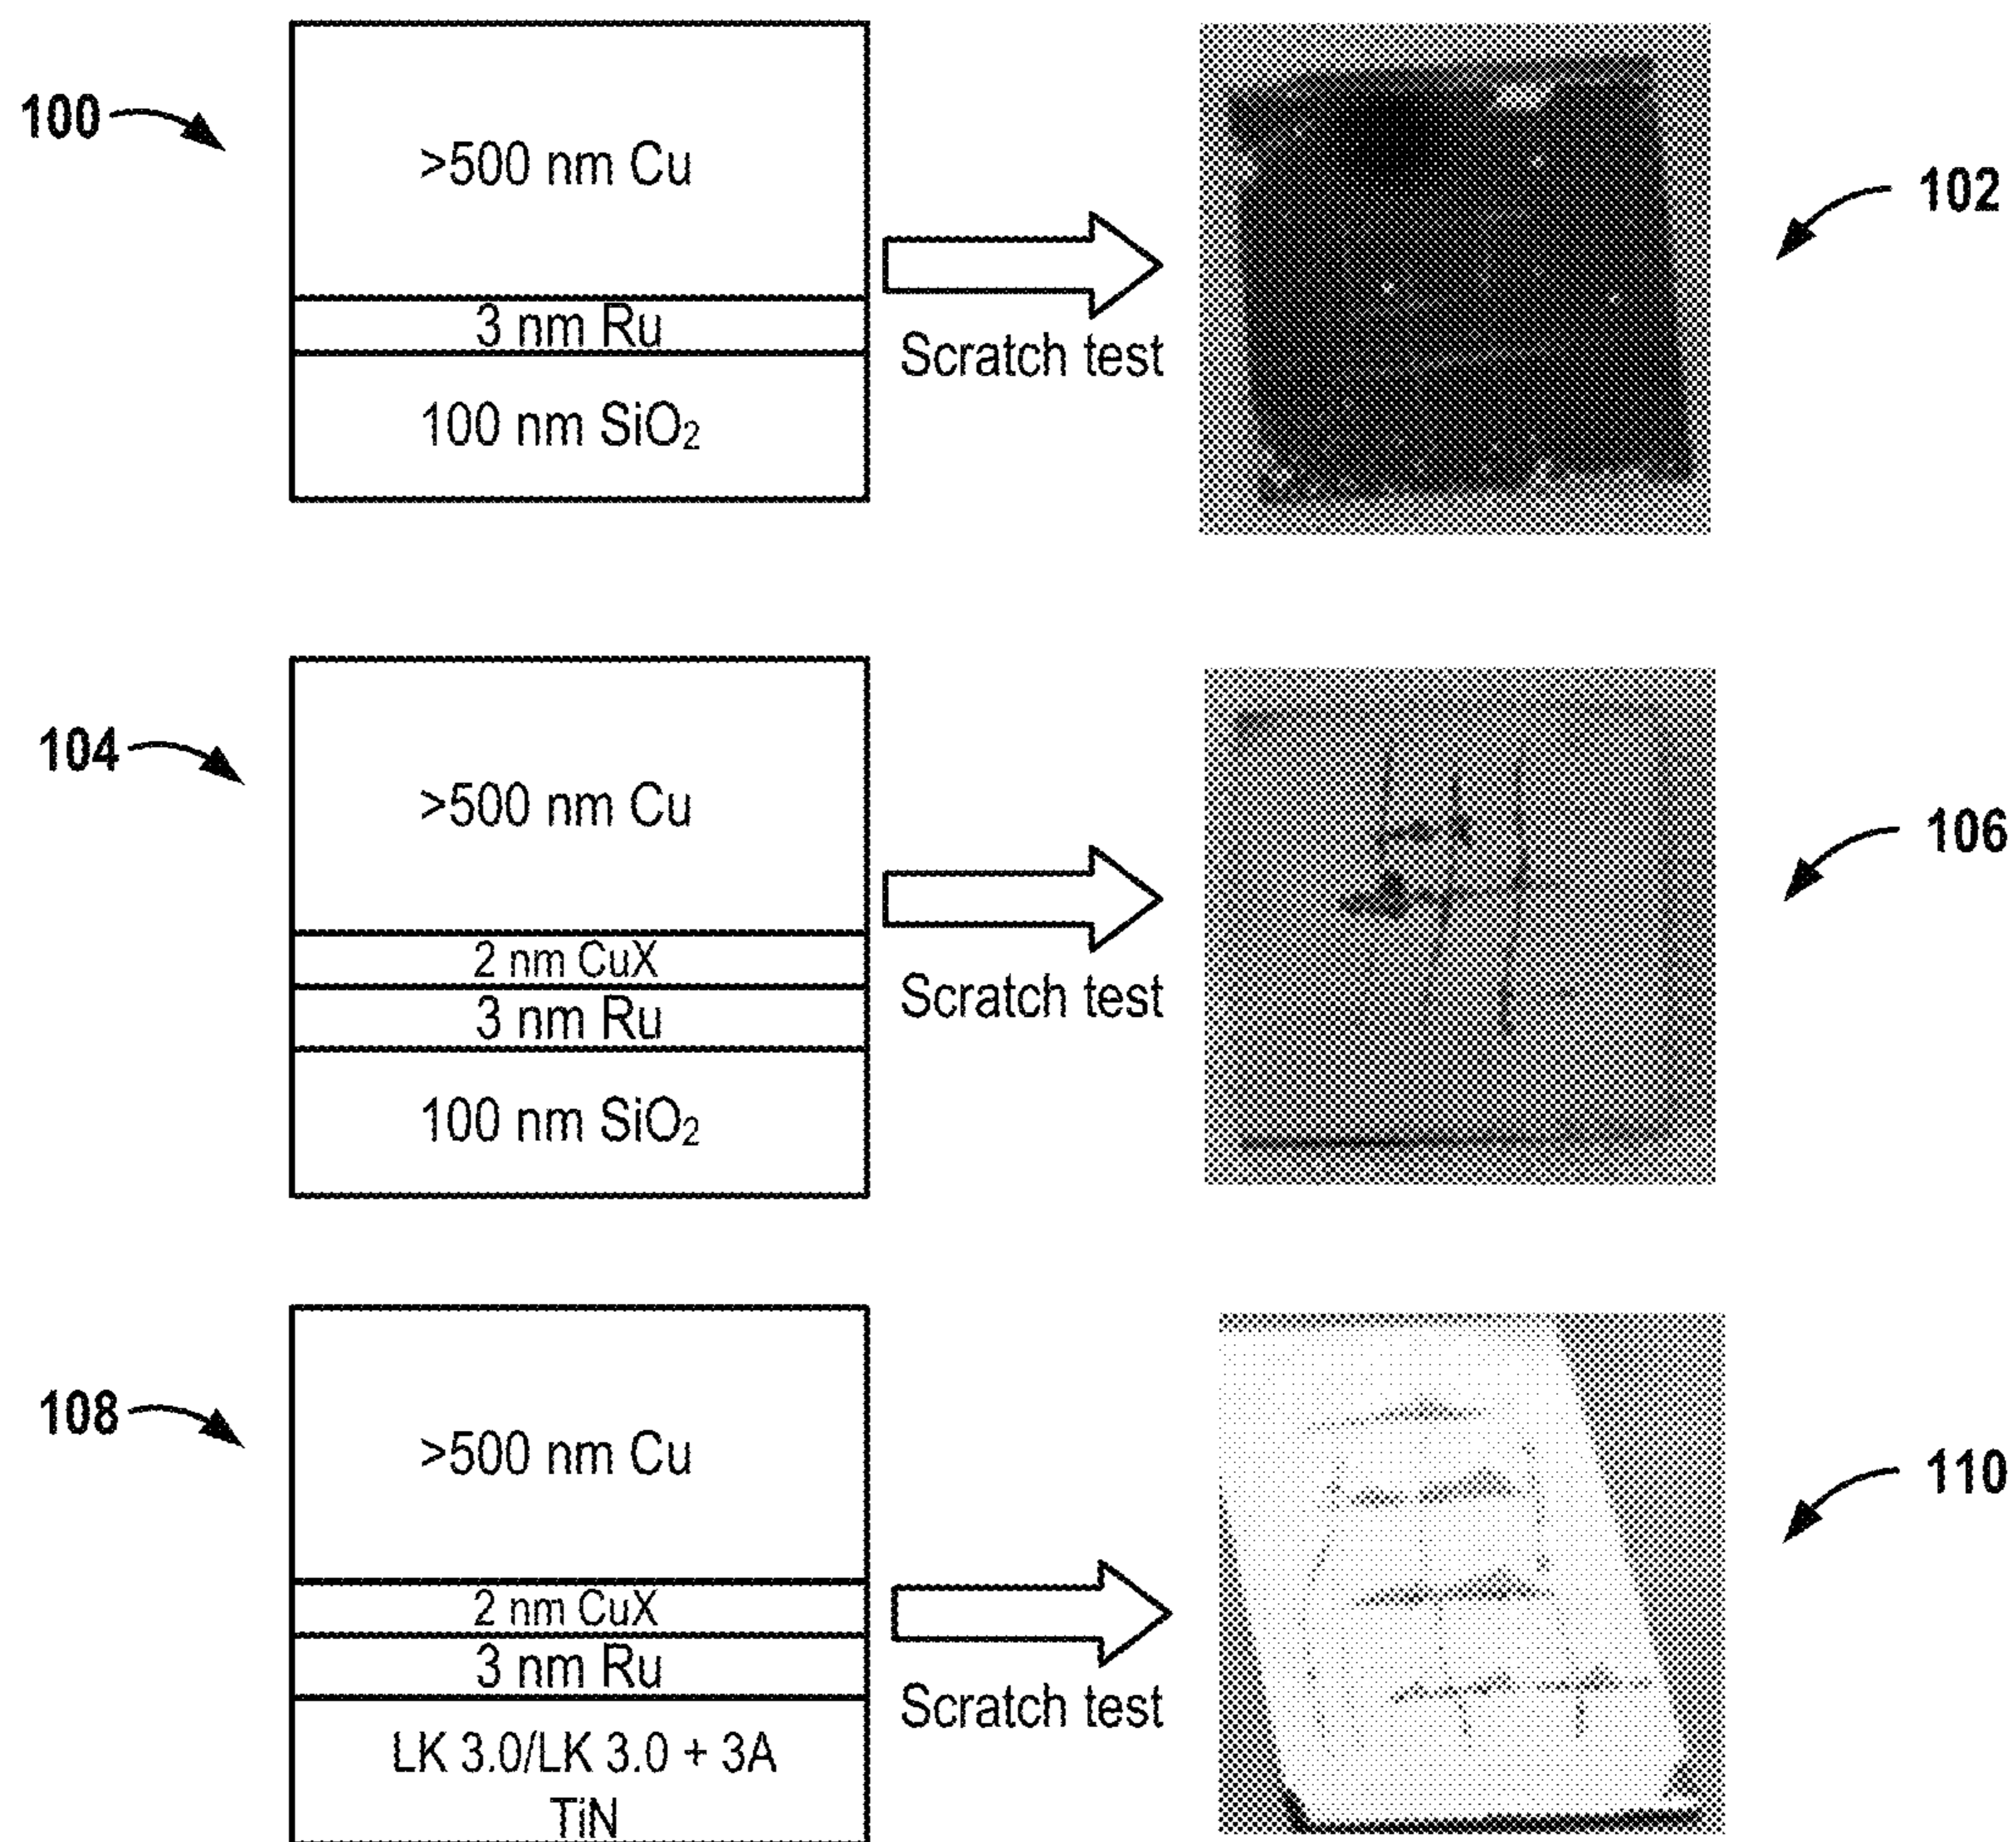 100
>500 nm Cu
3 nm Ru
100 nm SiO₂
Scratch test
102
104
>500 nm Cu
2 nm CuX
3 nm Ru
100 nm SiO₂
Scratch test
106
108
>500 nm Cu
2 nm CuX
3 nm Ru
LK 3.0/LK 3.0 + 3A
TiN
Scratch test
110